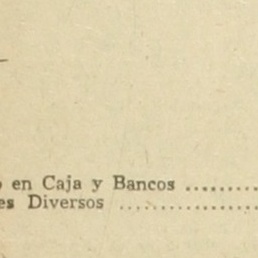 en Caja y Bancos ..........
es Diversos ..................